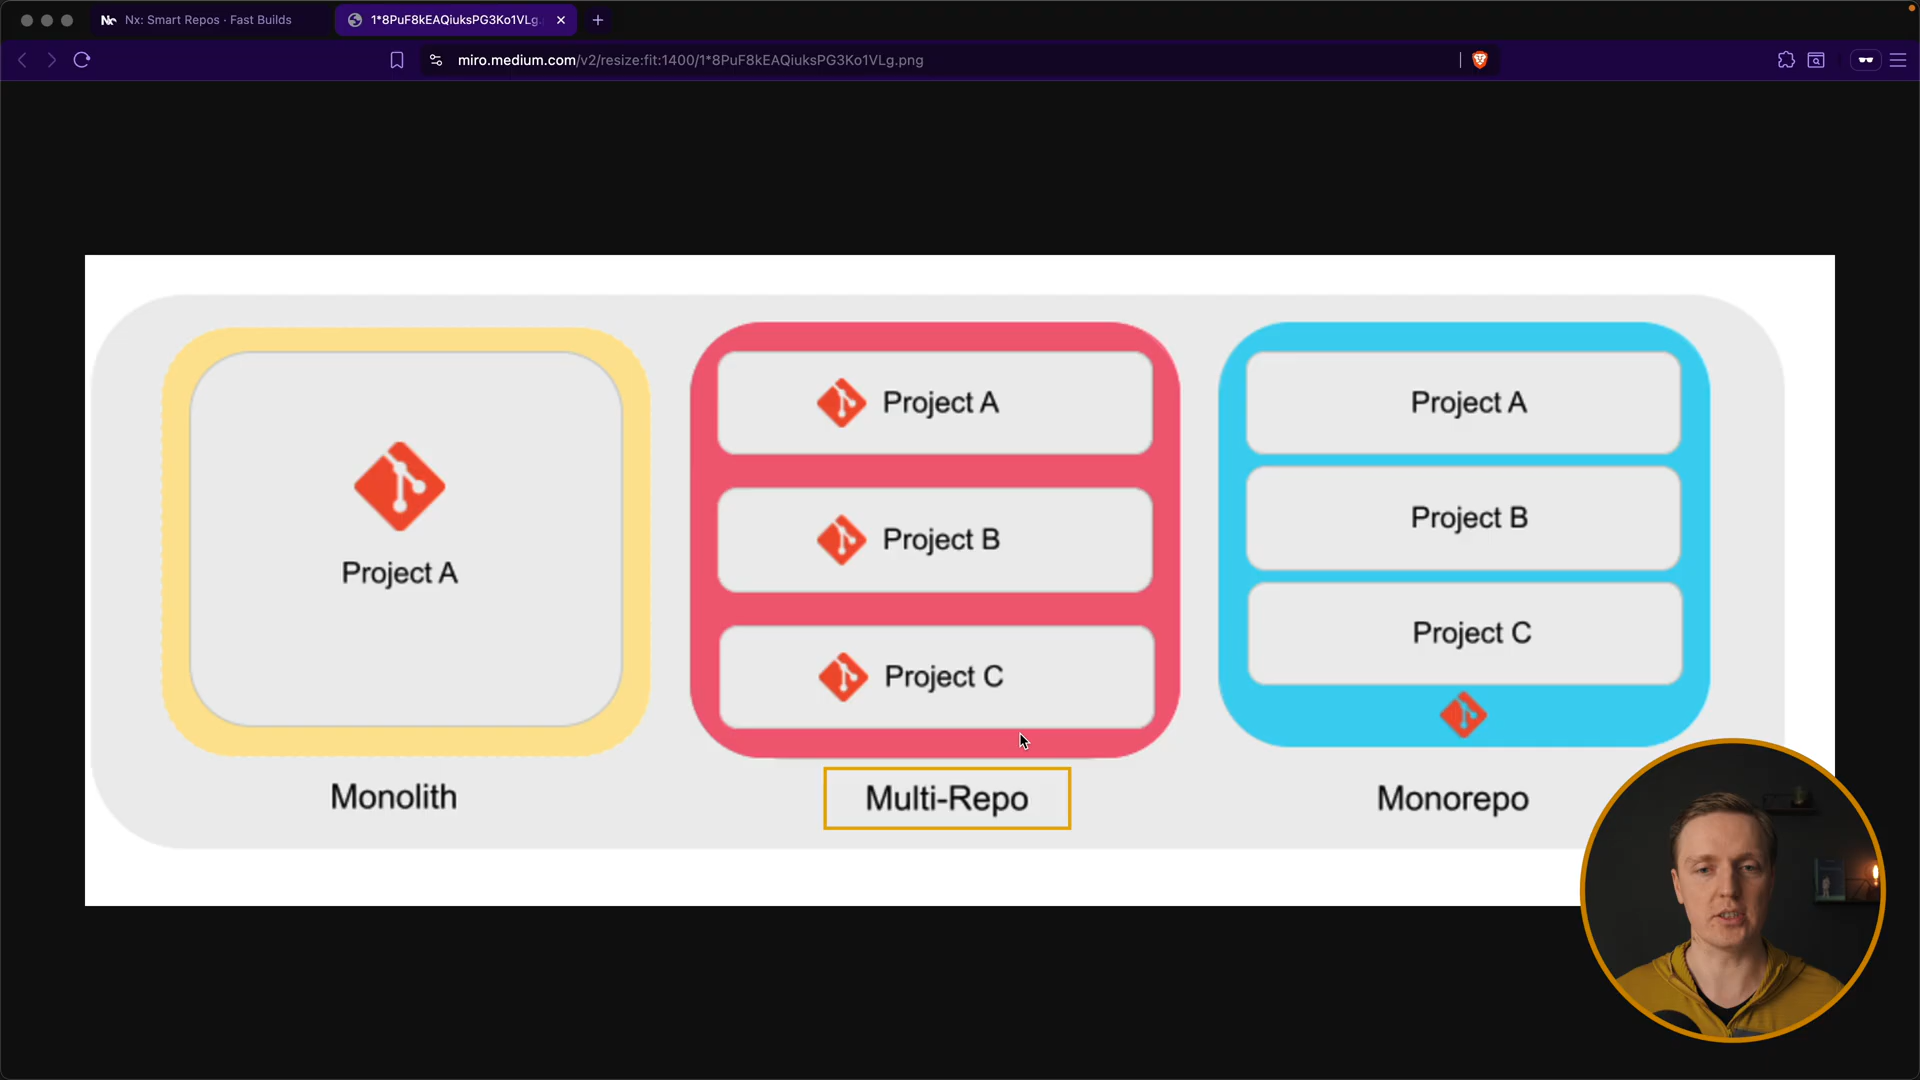 Nx: Smart Repos · Fast Builds
1*8PuF8kEAQiuksPG3Ko1VLg.
miro.medium.com/v2/resize:fit:1400/1*8PuF8kEAQiuksPG3Ko1VLg.png
Project A
Monolith
Project A
Project B
Project C
Multi-Repo
Project A
Project B
Project C
Monorepo